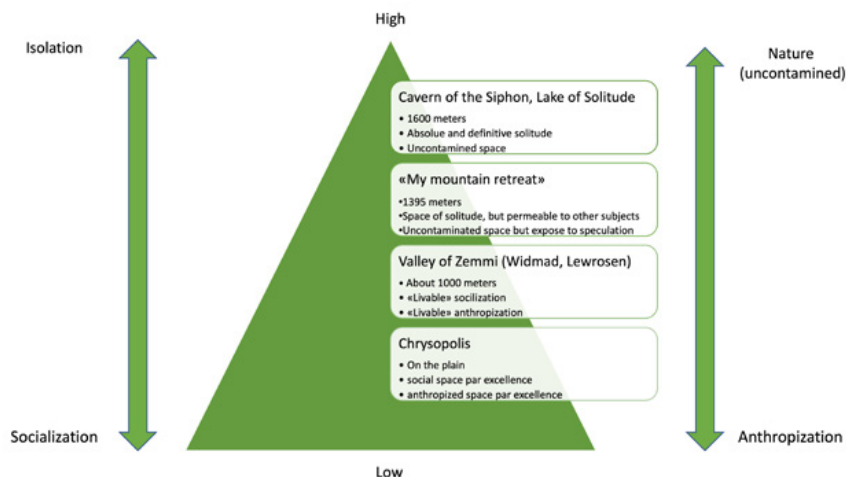 High
Isolation
Nature
(uncontamined)
Cavern of the Siphon, Lake of Solitude
• 1600 meters
• Absolue and definitive solitude
• Uncontamined space
«My mountain retreat»
•1395 meters
•Space of solitude, but permeable to other subjects
•Uncontaminated space but expose to speculation
Valley of Zemmi (Widmad, Lewrosen)
• About 1000 meters
• «Livable» socilization
• «Livable» anthropization
Chrysopolis
• On the plain
• social space par excellence
• anthropized space par excellence
Socialization
Anthropization
Low